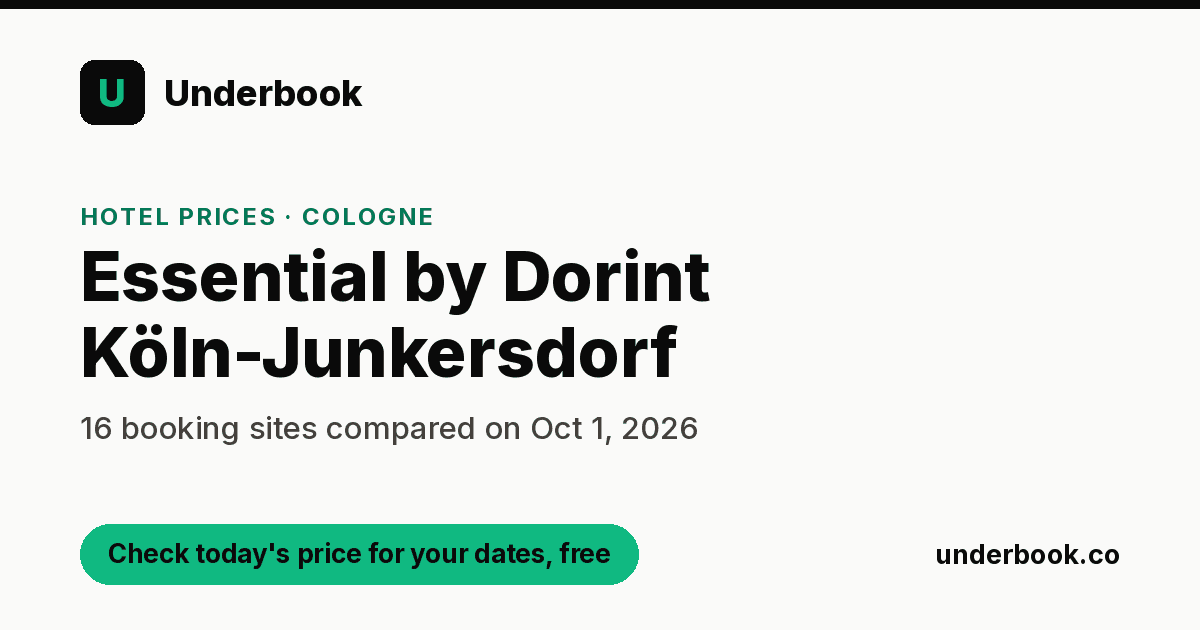 U Underbook
HOTEL PRICES · COLOGNE
Essential by Dorint
Köln-Junkersdorf
16 booking sites compared on Oct 1, 2026
Check today's price for your dates, free
underbook.co